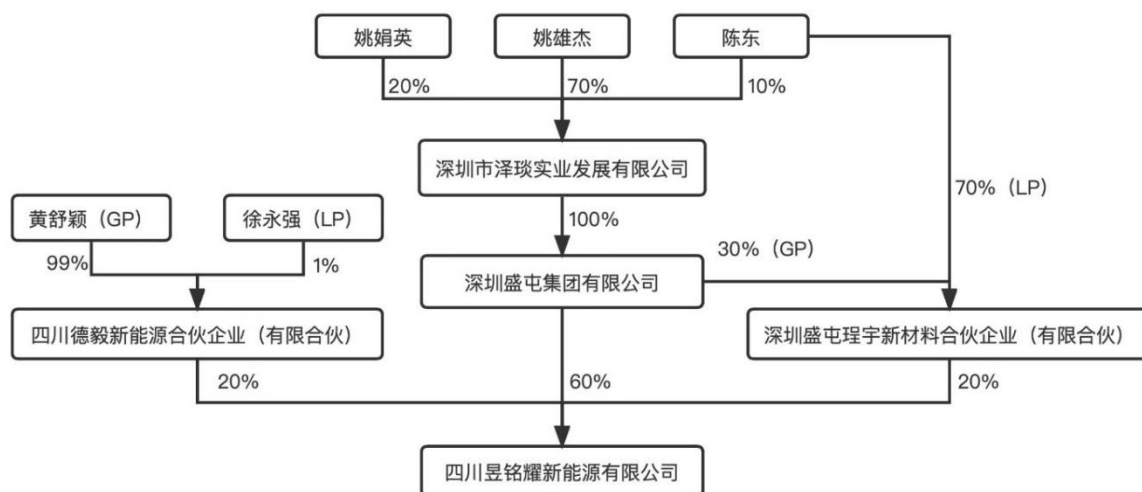 姚娟英
姚雄杰
陈东
20%
70%
10%
深圳市泽琰实业发展有限公司
70%（LP）
黄舒颖（GP）
徐永强（LP）
100%
99%
1%
30%（GP）
深圳盛屯集团有限公司
四川德毅新能源合伙企业（有限合伙）
深圳盛屯珵宇新材料合伙企业（有限合伙）
20%
60%
20%
四川昱铭耀新能源有限公司